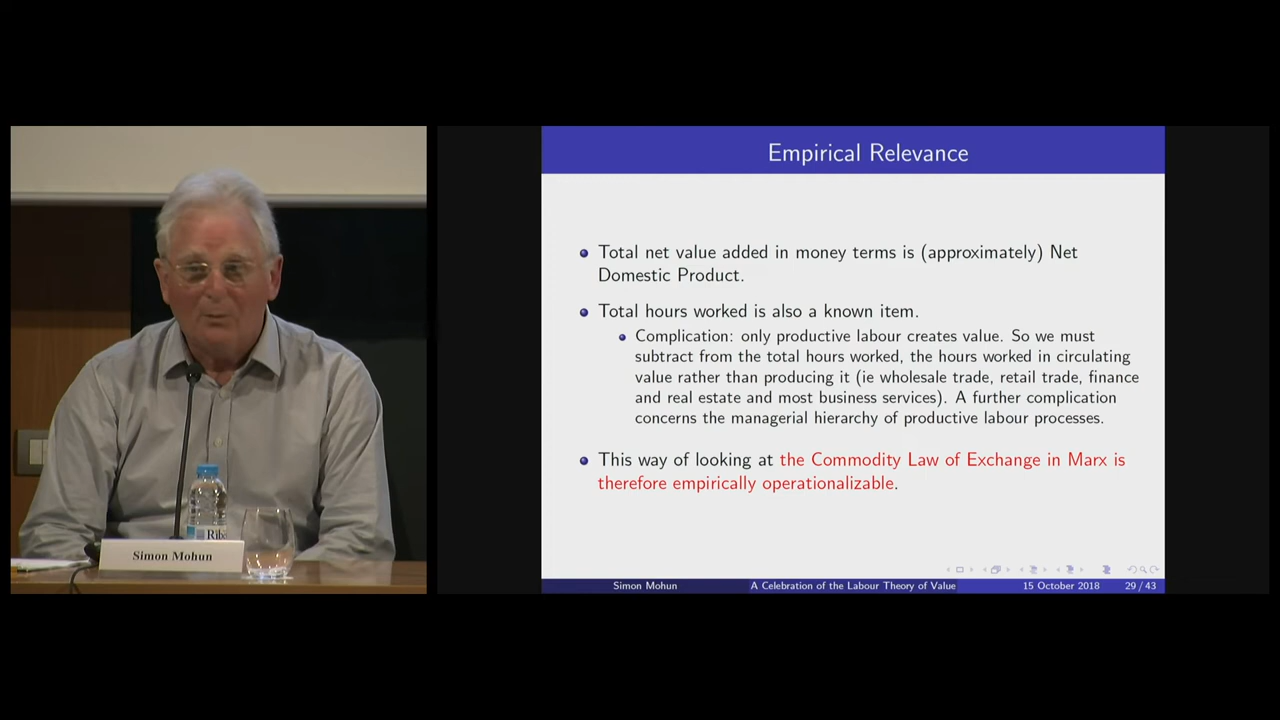 Empirical Relevance
Total net value added in money terms is (approximately) Net
Domestic Product.
Total hours worked is also a known item.
Complication: only productive labour creates value. So we must
subtract from the total hours worked, the hours worked in circulating
value rather than producing it (ie wholesale trade, retail trade, finance
and real estate and most business services). A further complication
concerns the managerial hierarchy of productive labour processes.
This way of looking at the Commodity Law of Exchange in Marx is
therefore empirically operationalizable.
Simon Mohun A Celebration of the Labour Theory of Value 15 October 2018 29 / 43
Simon Mohun